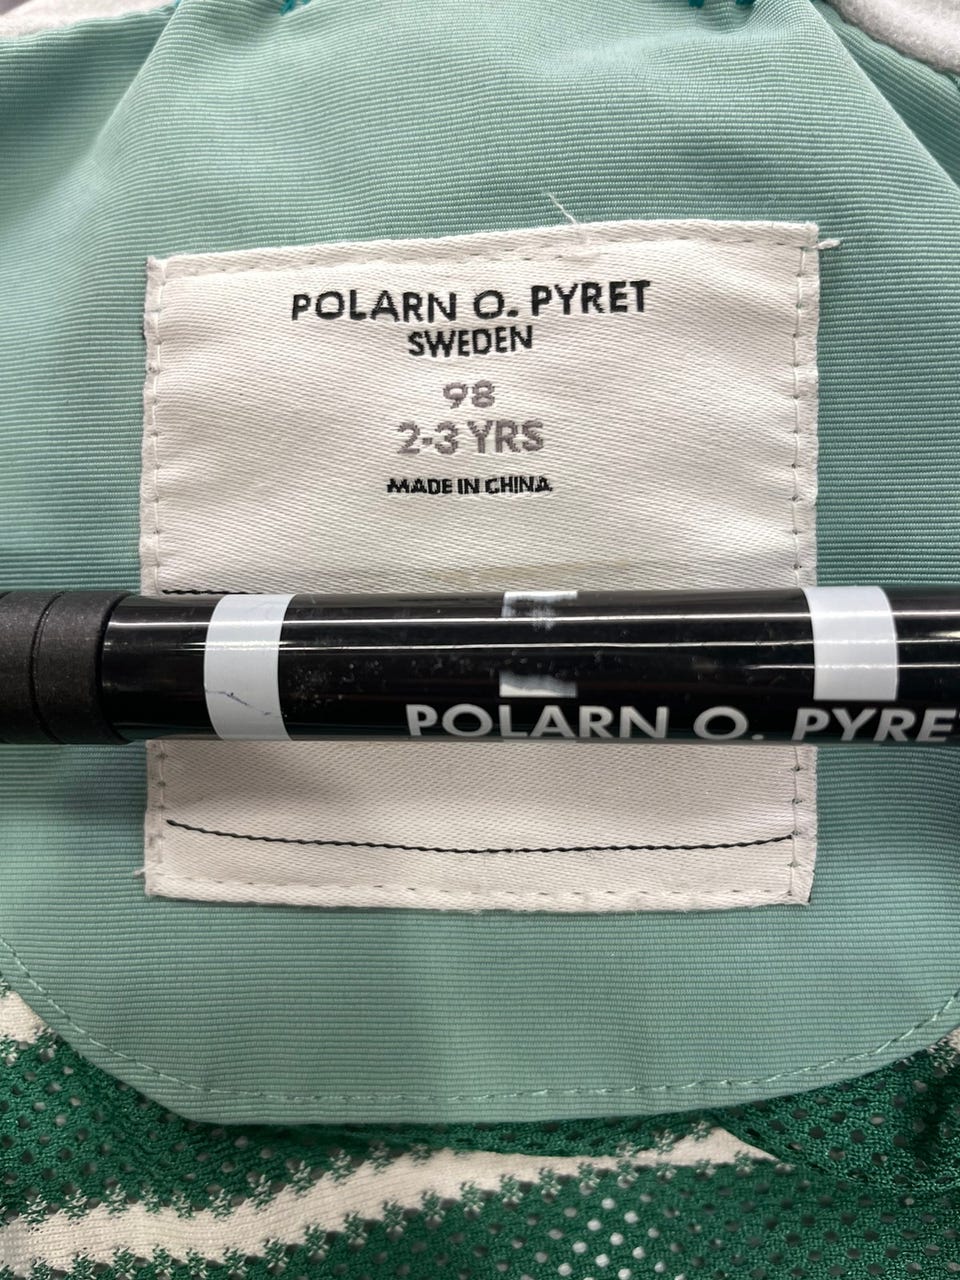 POLARN O. PYRET
SWEDEN
98
2-3 YRS
MADE IN CHINA
POLARN O. PYRET